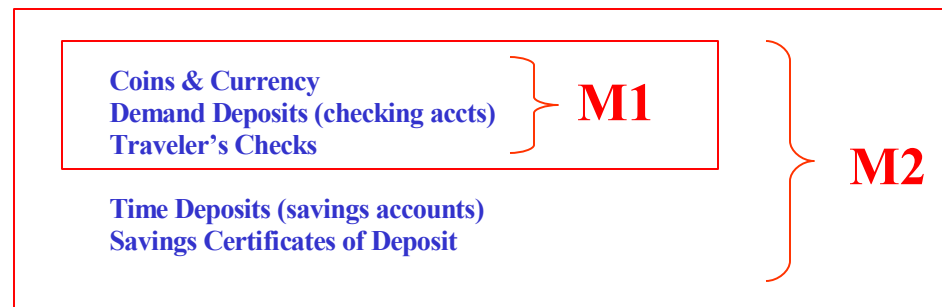 Coins & Currency
Demand Deposits (checking accts)
Traveler’s Checks
M1
Time Deposits (savings accounts)
Savings Certificates of Deposit
M2